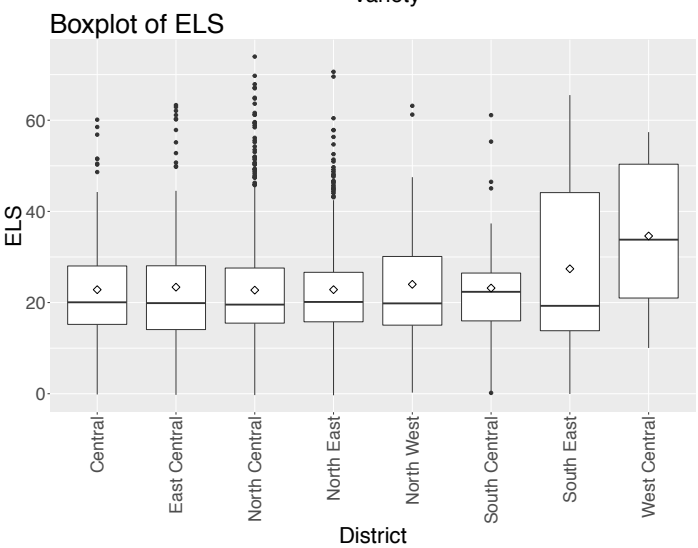 Variety
Boxplot of ELS
ELS
60
40
20
0
Central
East Central
North Central
North East
North West
South Central
South East
West Central
District